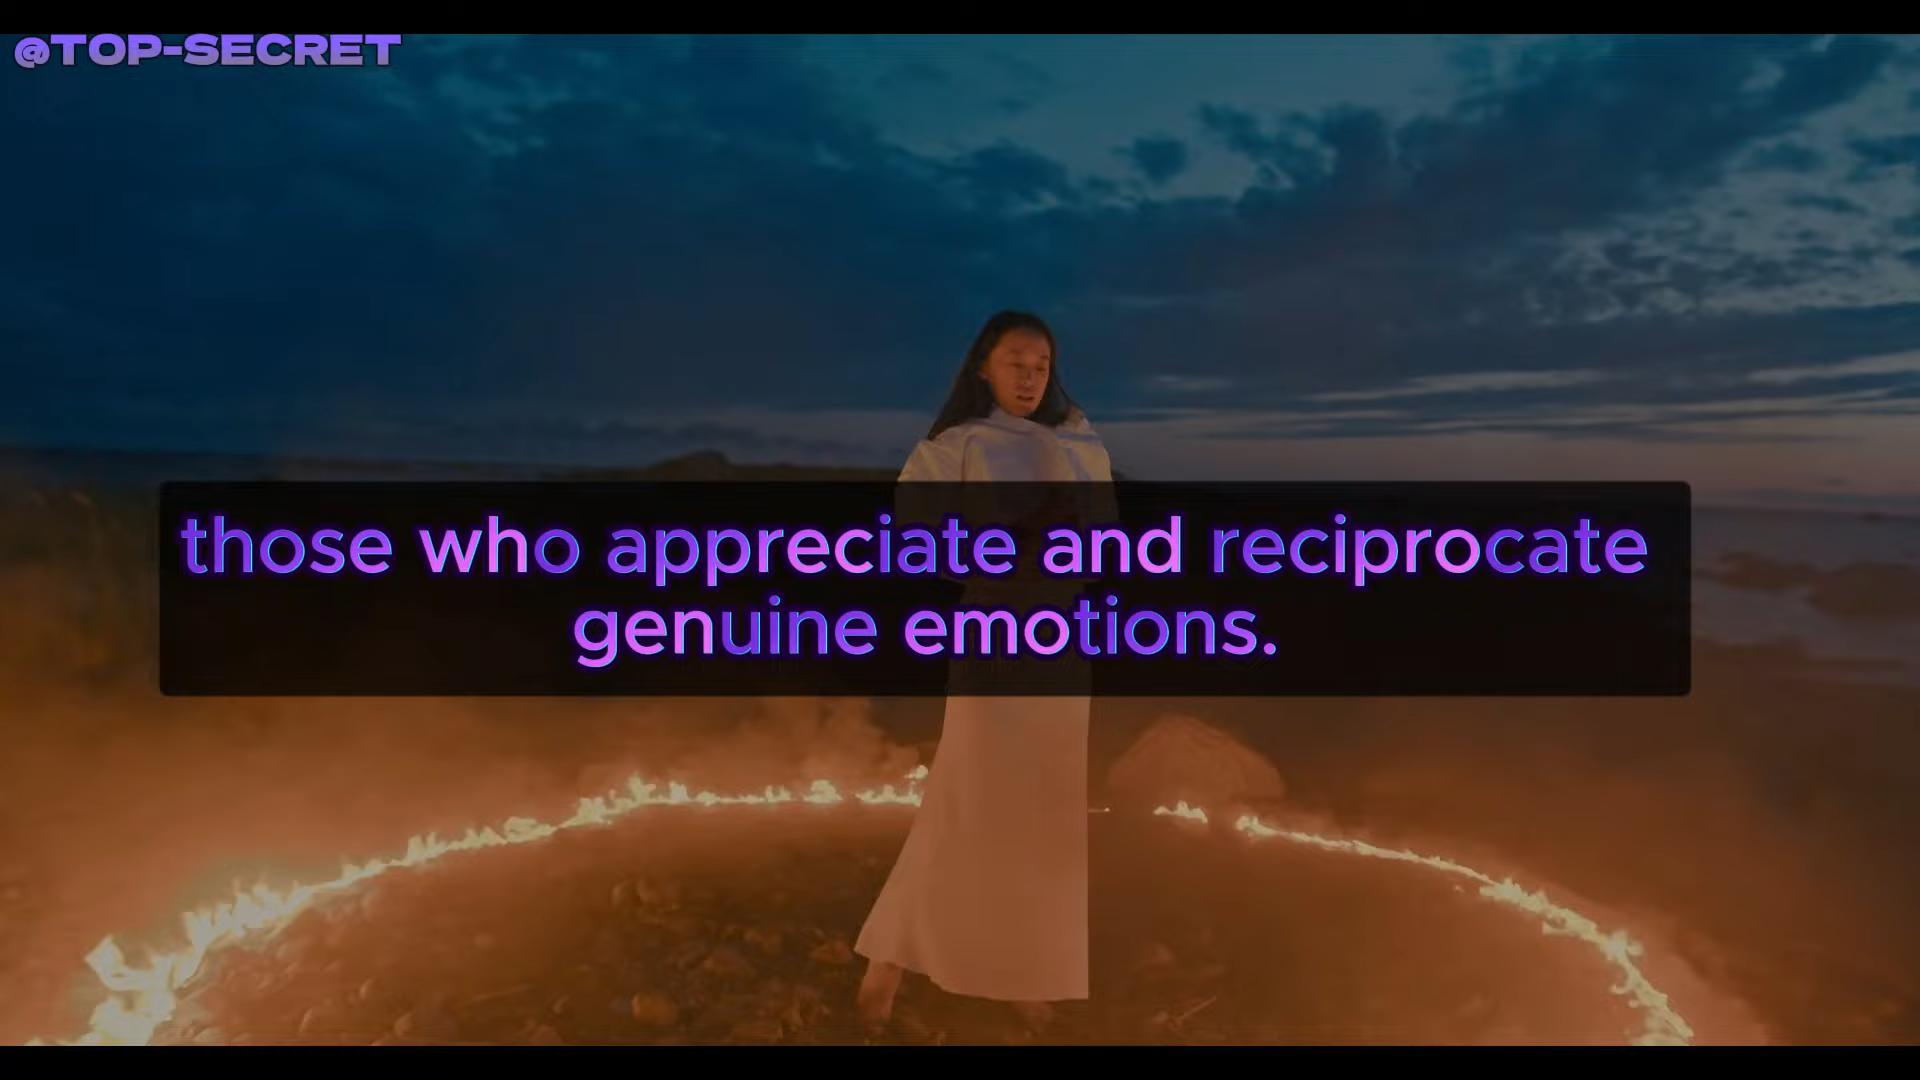 @TOP-SECRET
those who appreciate and reciprocate
genuine emotions.